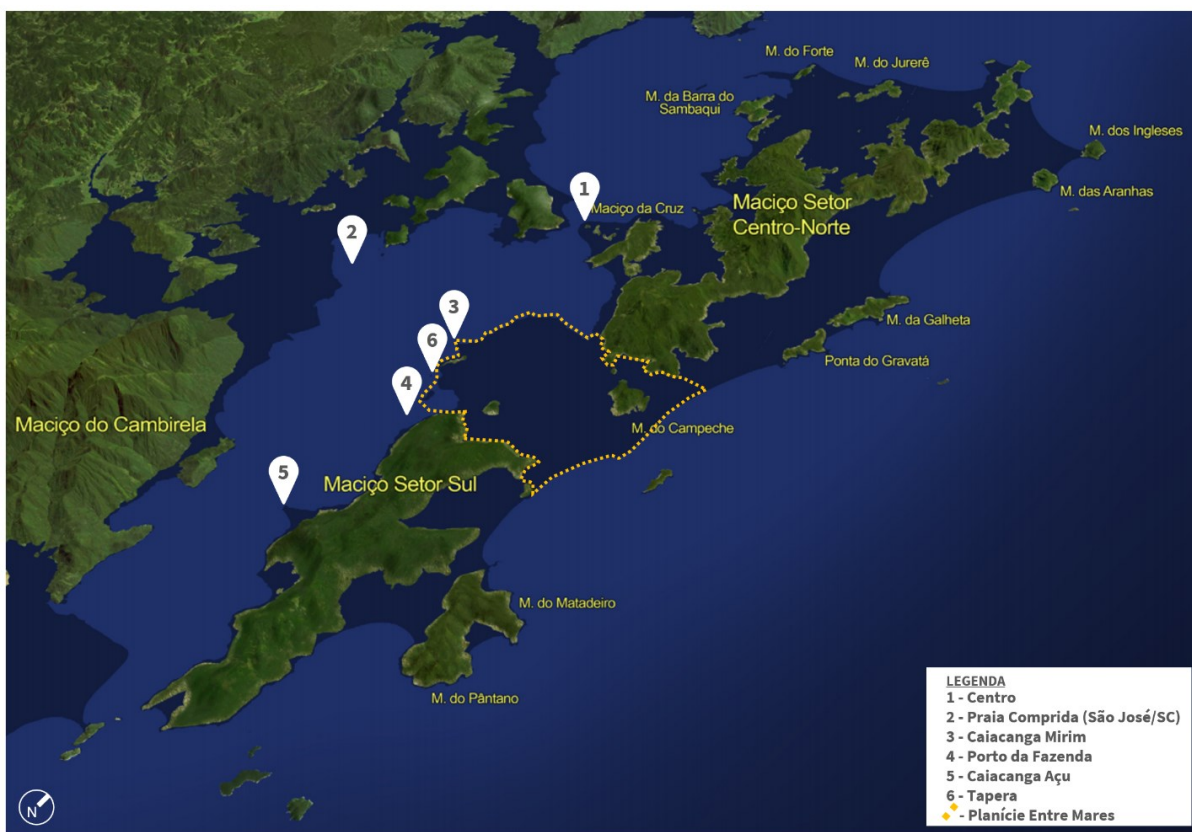 M. do Forte
M. do Jurerê
M. da Barra do
Sambaqui
M. dos Ingleses
1
Maciço da Cruz
M. das Aranhas
Maciço Setor
Centro-Norte
2
3
M. da Galheta
6
Ponta do Gravatá
4
Maciço do Cambirela
M. do Campeche
5
Maciço Setor Sul
M. do Matadeiro
M. do Pântano
LEGENDA
1 - Centro
2 - Praia Comprida (São José/SC)
3 - Caiacanga Mirim
4 - Porto da Fazenda
5 - Caiacanga Açu
6 - Tapera
- Planície Entre Mares
N